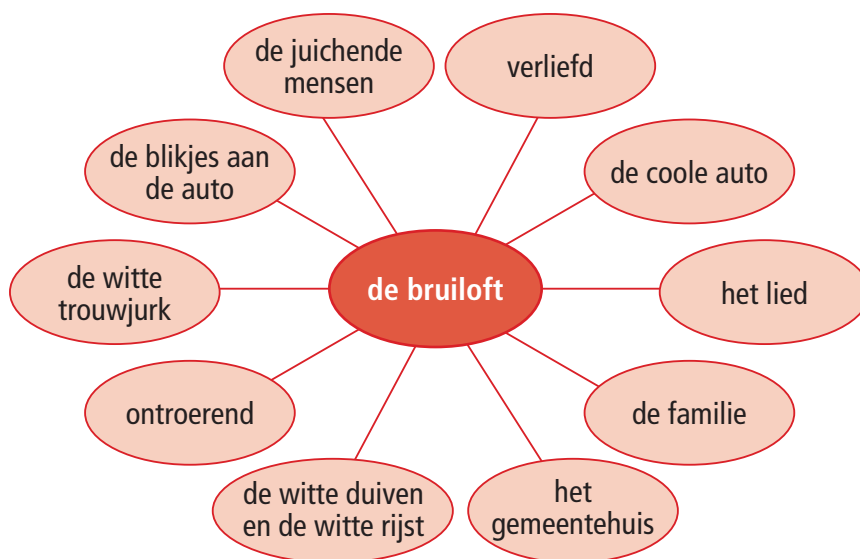 de juichende
mensen
verliefd
de blikjes aan
de auto
de coole auto
de witte
trouwjurk
de bruiloft
het lied
ontroerend
de familie
de witte duiven
en de witte rijst
het
gemeentehuis